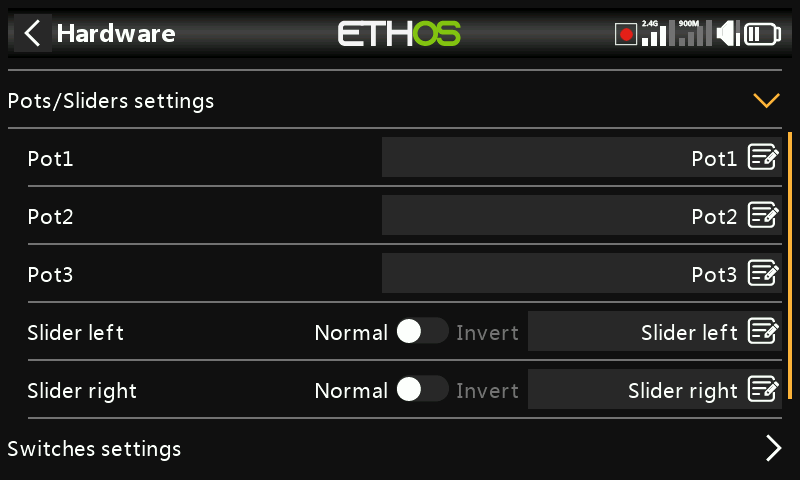 Hardware ETHOS 2.4G 900M
Pots/Sliders settings
Pot1 Pot1
Pot2 Pot2
Pot3 Pot3
Slider left Normal Invert Slider left
Slider right Normal Invert Slider right
Switches settings